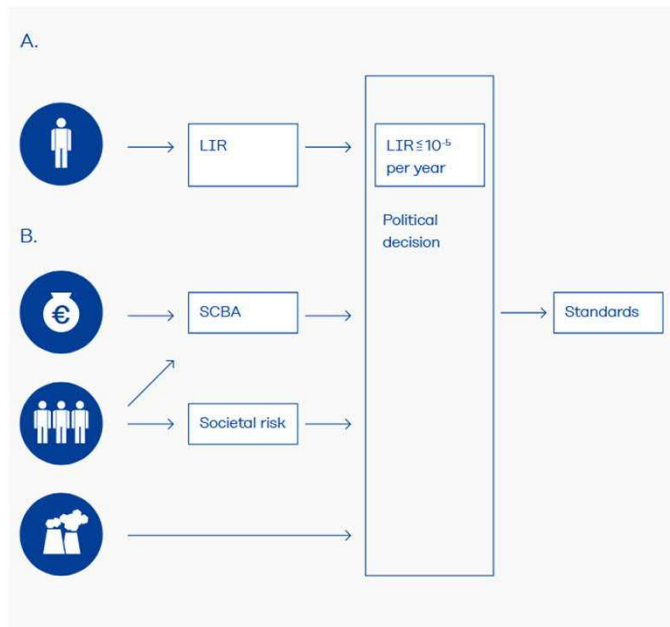 A.
LIR
LIR≦10⁻⁵
per year
Political
decision
B.
€
SCBA
Standards
Societal risk